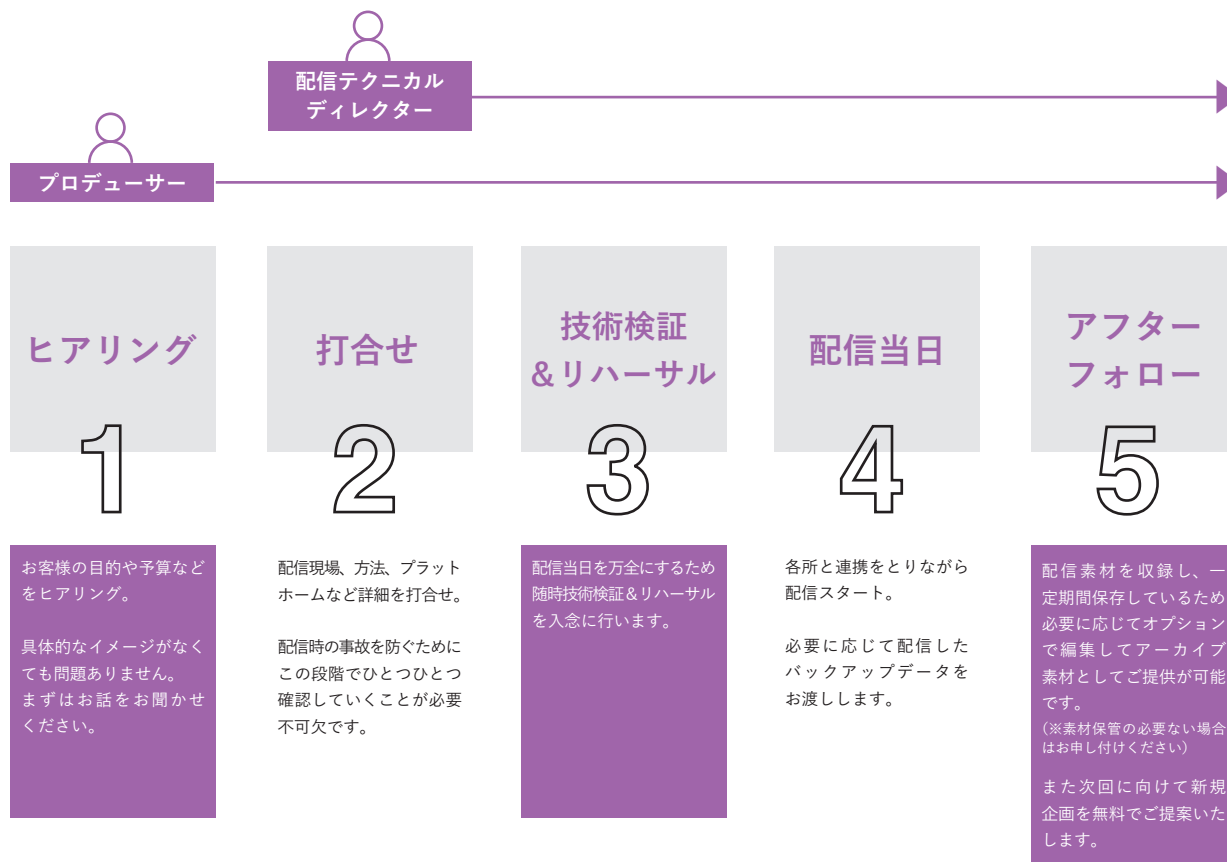 配信テクニカル
ディレクター
プロデューサー
ヒアリング
1
お客様の目的や予算など
をヒアリング。
具体的なイメージがなく
ても問題ありません。
まずはお話をお聞かせ
ください。
打合せ
2
配信現場、方法、プラット
ホームなど詳細を打合せ。
配信時の事故を防ぐために
この段階でひとつひとつ
確認していくことが必要
不可欠です。
技術検証
＆リハーサル
3
配信当日を万全にするため
随時技術検証＆リハーサル
を入念に行います。
配信当日
4
各所と連携をとりながら
配信スタート。
必要に応じて配信した
バックアップデータを
お渡しします。
アフター
フォロー
5
配信素材を収録し、一
定期間保存しているため
必要に応じてオプション
で編集してアーカイブ
素材としてご提供が可能
です。
（※素材保管の必要ない場合
はお申し付けください）
また次回に向けて新規
企画を無料でご提案いた
します。